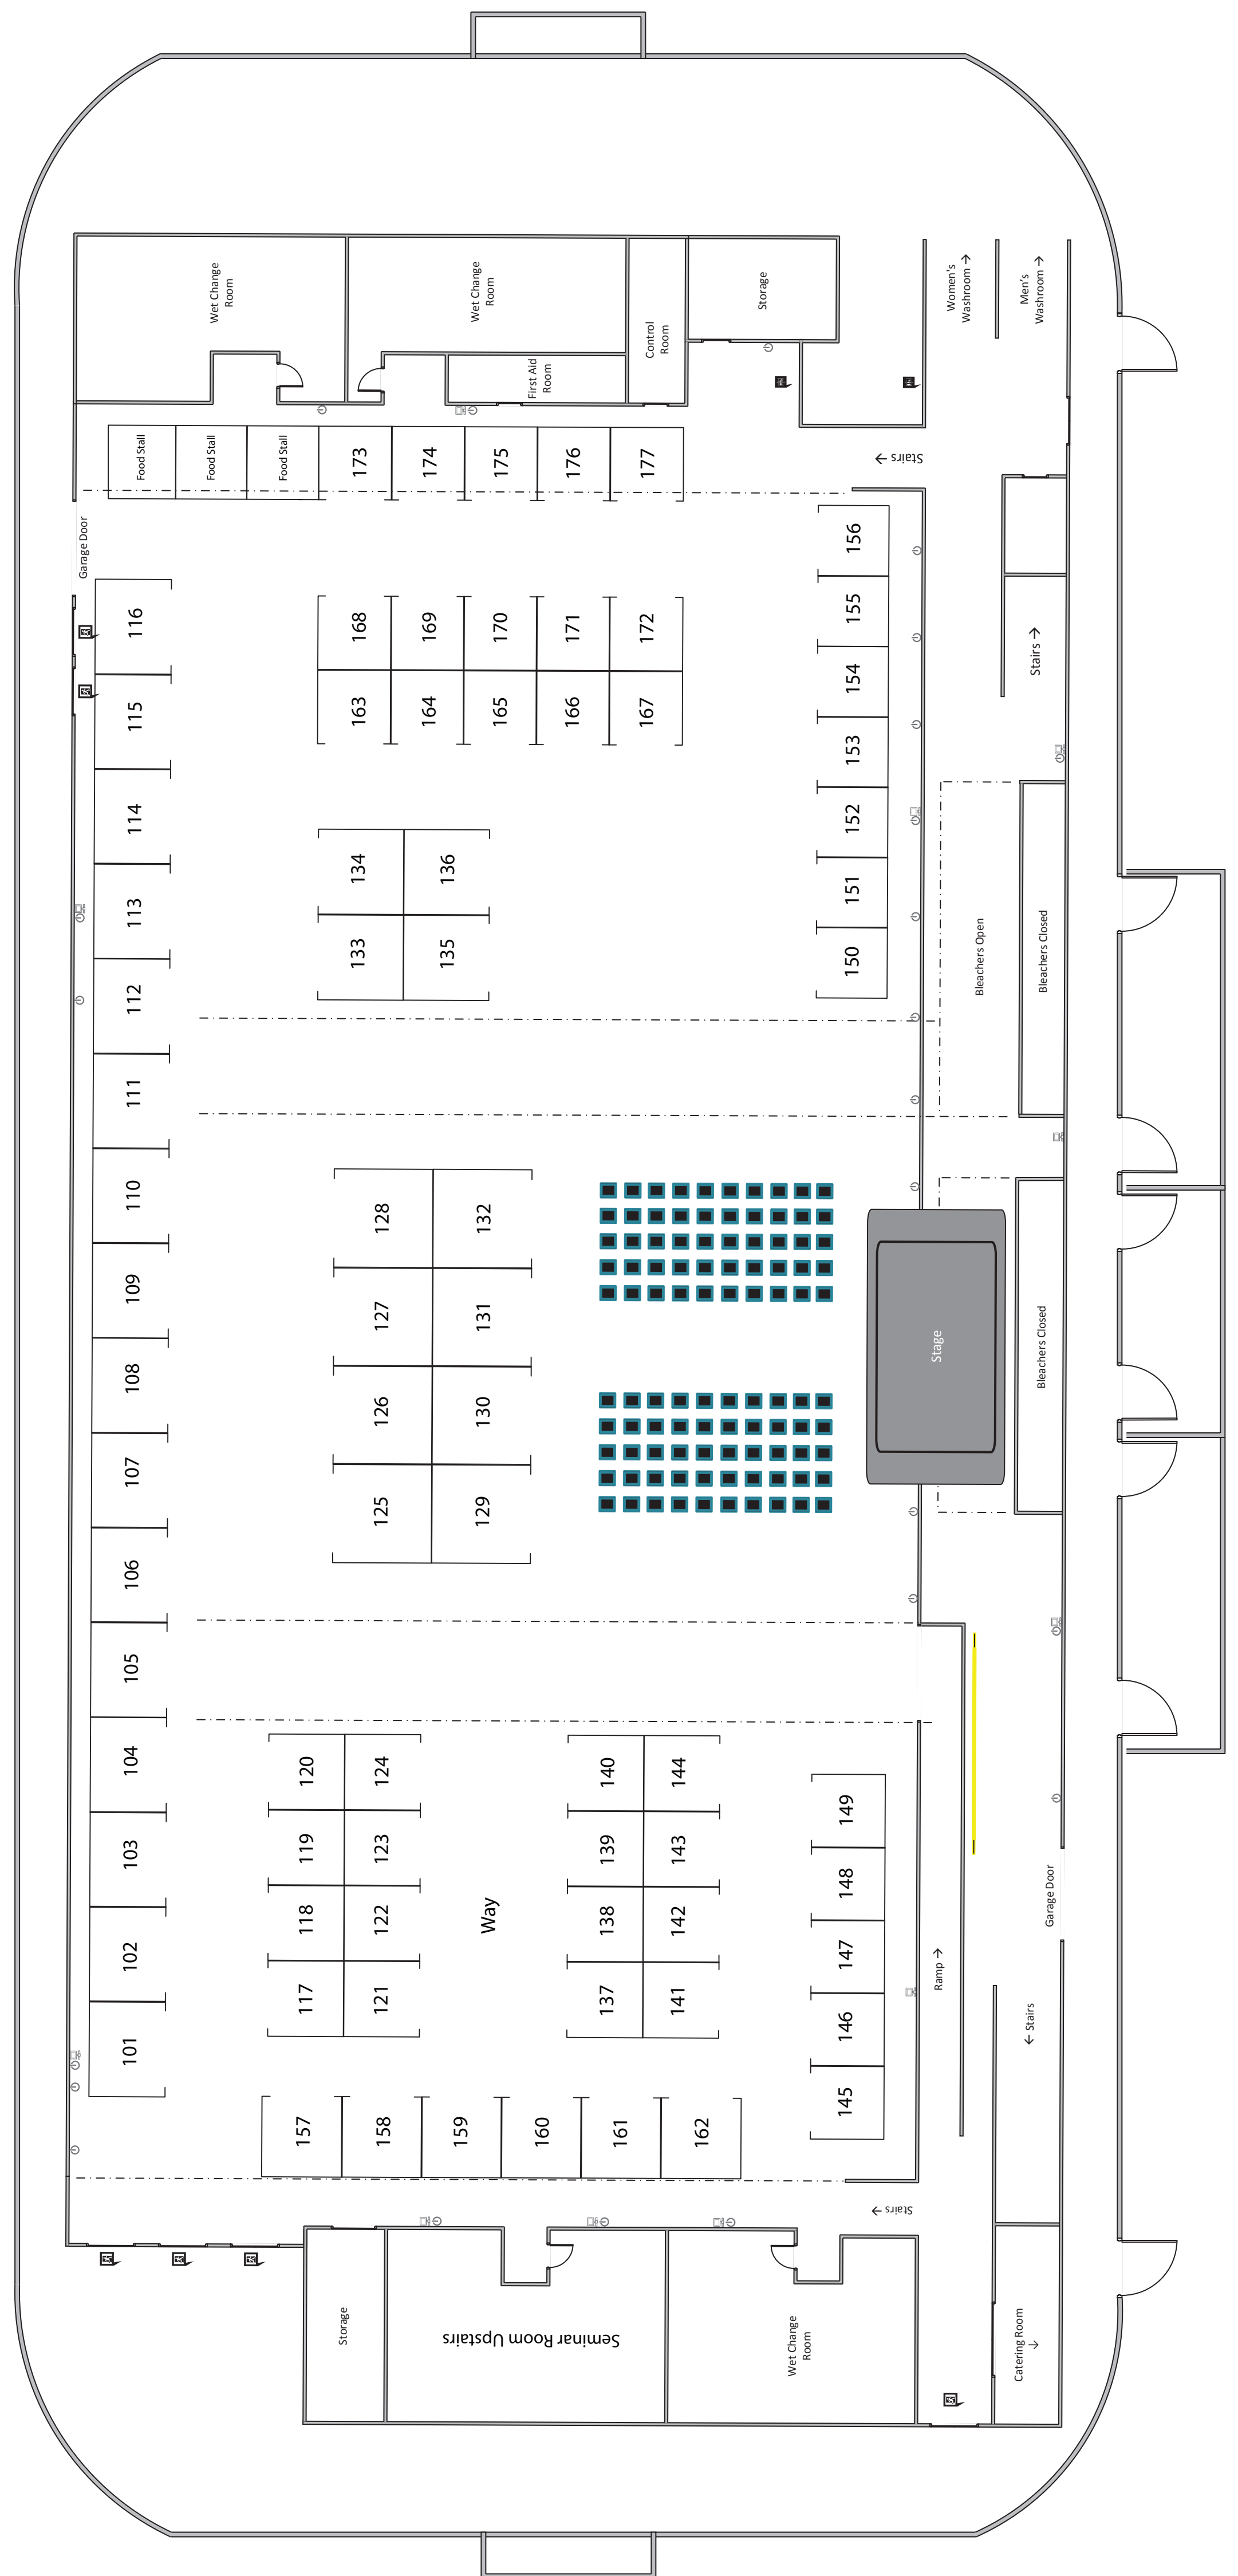 Wet Change
Room
Wet Change
Room
Control
Room
Storage
Women's
Washroom →
Men's
Washroom →
First Aid
Room
Food Stall
Food Stall
Food Stall
173
174
175
176
177
Stairs →
Garage Door
156
155
154
153
152
151
150
116
115
114
113
112
111
110
109
108
107
106
105
104
103
102
101
168
169
170
171
172
163
164
165
166
167
Stairs →
134
136
133
135
Bleachers Open
Bleachers Closed
128
132
127
131
126
130
125
129
Stage
Bleachers Closed
120
124
119
123
118
122
117
121
Way
140
144
139
143
138
142
137
141
149
148
147
146
145
Garage Door
Ramp →
← Stairs
157
158
159
160
161
162
Stairs →
Storage
Seminar Room Upstairs
Wet Change
Room
Catering Room
→